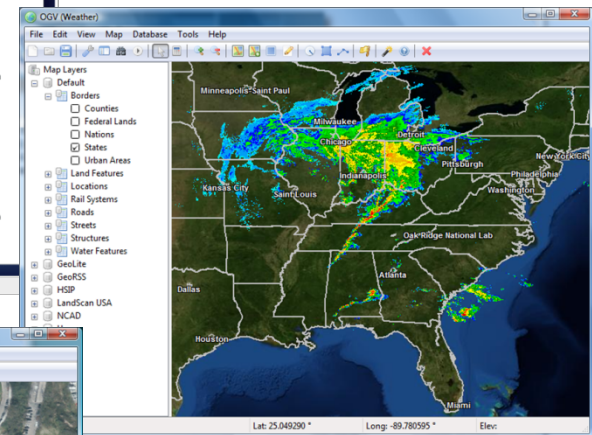 OGV (Weather)
File Edit View Map Database Tools Help
Map Layers
Default
Borders
Counties
Federal Lands
Nations
States
Urban Areas
Land Features
Locations
Rail Systems
Roads
Streets
Structures
Water Features
GeoLite
GeoRSS
HSIP
LandScan USA
NCAD
Minneapolis-Saint Paul
Milwaukee
Chicago
Detroit
Cleveland
New York City
Pittsburgh
Philadelphia
Indianapolis
Kansas City
Saint Louis
Washington
Oak Ridge National Lab
Atlanta
Dallas
Houston
Miami
Lat: 25.049290 ° Long: -89.780595 ° Elev: